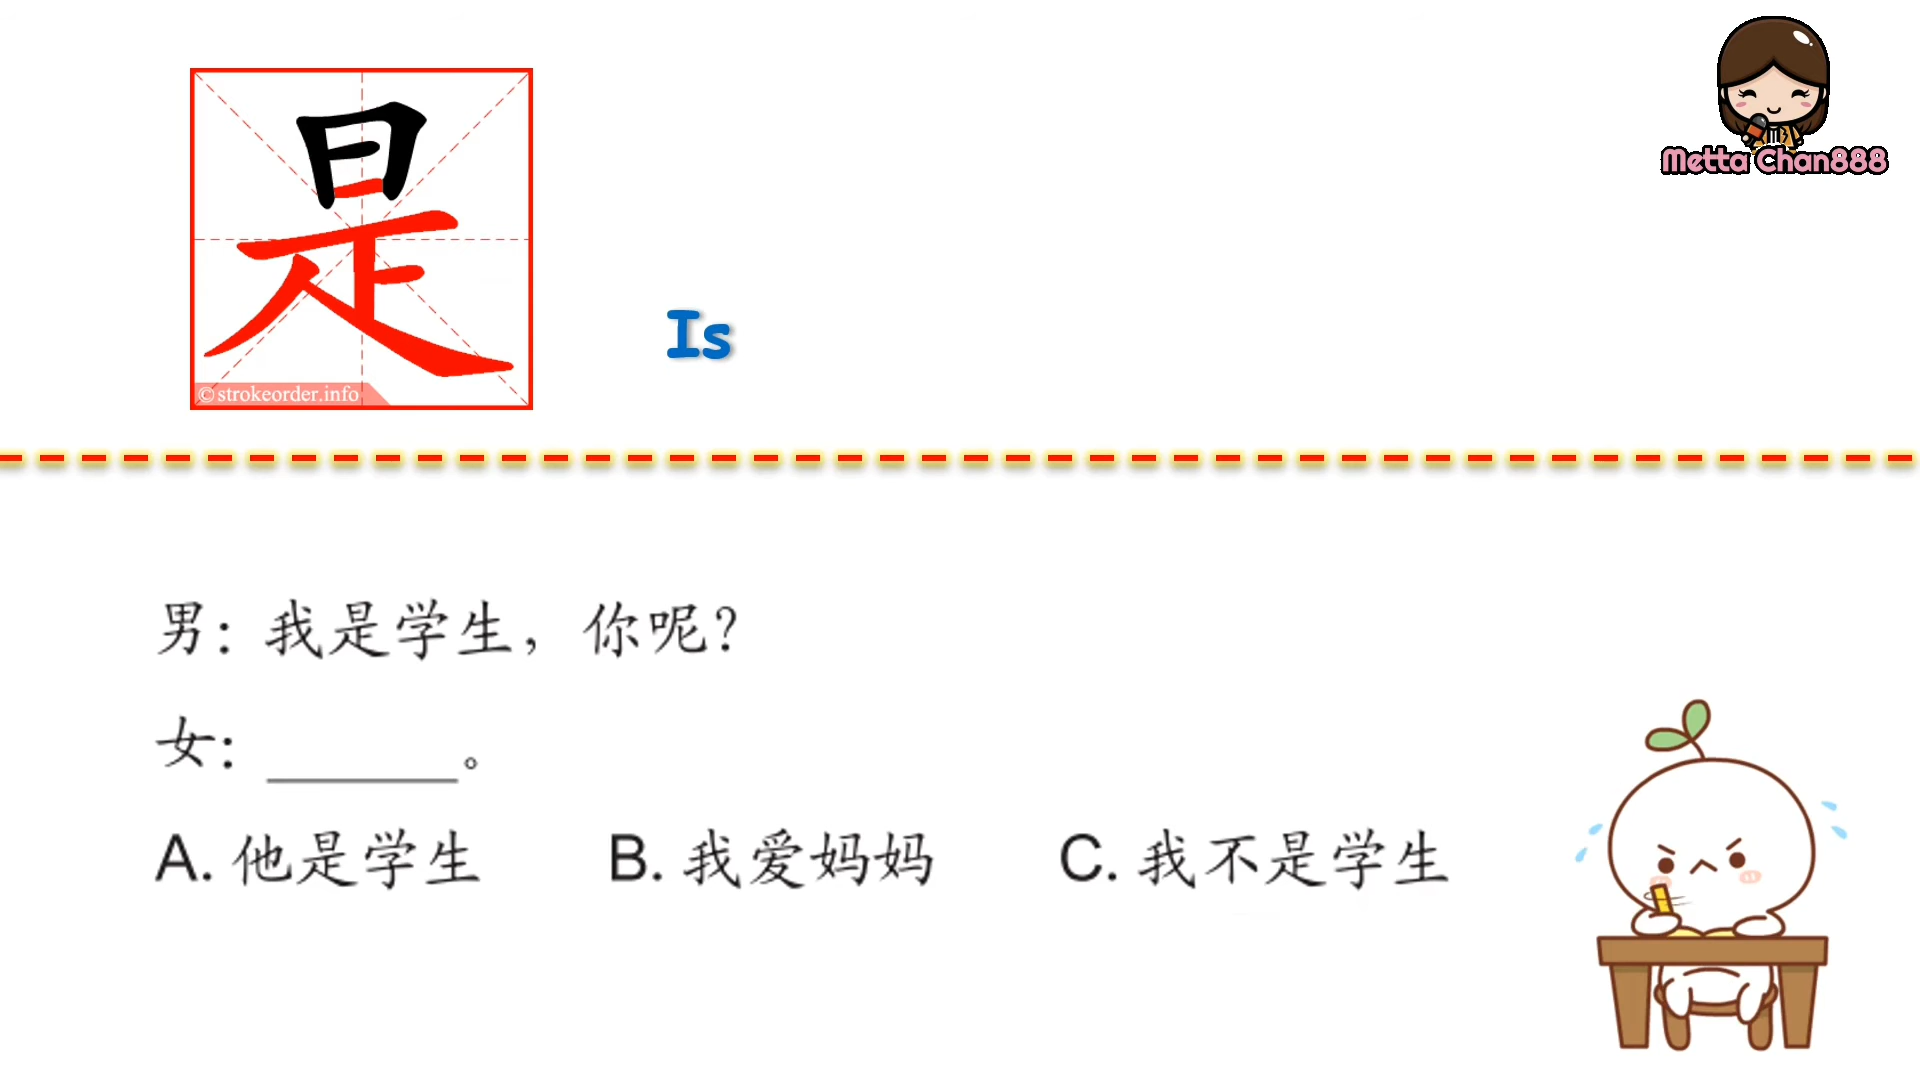 是
© strokeorder.info
Metta Chan888
Is
男：我是学生，你呢？
女：______。
A. 他是学生 B. 我爱妈妈 C. 我不是学生